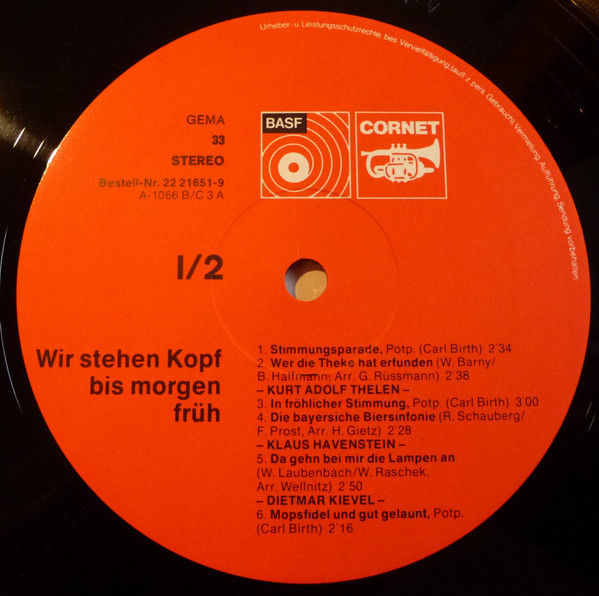 Urheber- u Leistungsschutzrechte, bes. Vervielfältigung, (auß z pers. Gebrauch), Vermietung, Aufführung, Sendung vorbehalten
GEMA
33
STEREO
Bestell-Nr. 22 21651-9
A-1066 B/C 3 A
BASF
CORNET
I/2
Wir stehen Kopf
bis morgen
früh
1. Stimmungsparade, Potp. (Carl Birth) 2'34
2 Wer die Theke hat erfunden (W. Barny/
B. Halfmann, Arr. G. Rüssmann) 2'38
– KURT ADOLF THELEN –
3. In fröhlicher Stimmung, Potp. (Carl Birth) 3'00
4. Die bayersiche Biersinfonie (R. Schauberg/
F. Prost, Arr. H. Gietz) 2'28
– KLAUS HAVENSTEIN –
5. Da gehn bei mir die Lampen an
(W. Laubenbach/W. Raschek,
Arr. Wellnitz) 2'50
– DIETMAR KIEVEL –
6. Mopsfidel und gut gelaunt, Potp.
(Carl Birth) 2'16